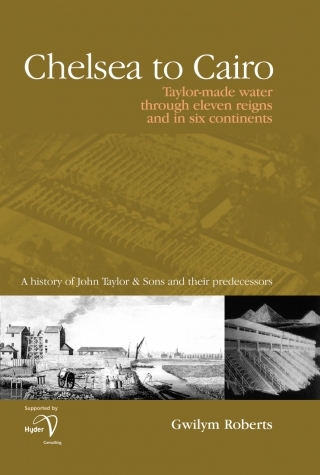 Chelsea to Cairo
Taylor-made water
through eleven reigns
and in six continents
A history of John Taylor & Sons and their predecessors
Supported by
Hyder
Consulting
Gwilym Roberts